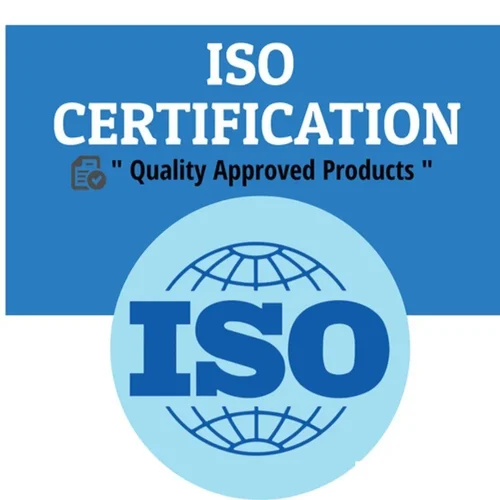 ISO
CERTIFICATION
" Quality Approved Products "
ISO